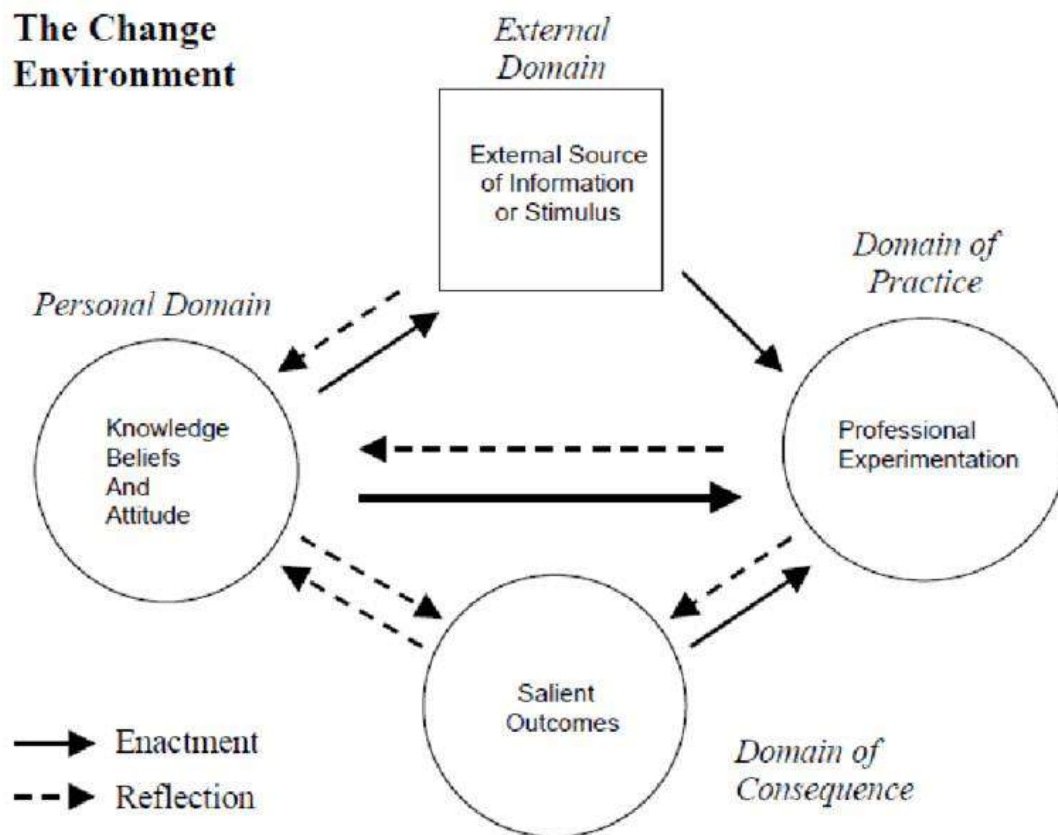 The Change
Environment
External
Domain
External Source
of Information
or Stimulus
Domain of
Practice
Personal Domain
Knowledge
Beliefs
And
Attitude
Professional
Experimentation
Salient
Outcomes
Domain of
Consequence
Enactment
Reflection